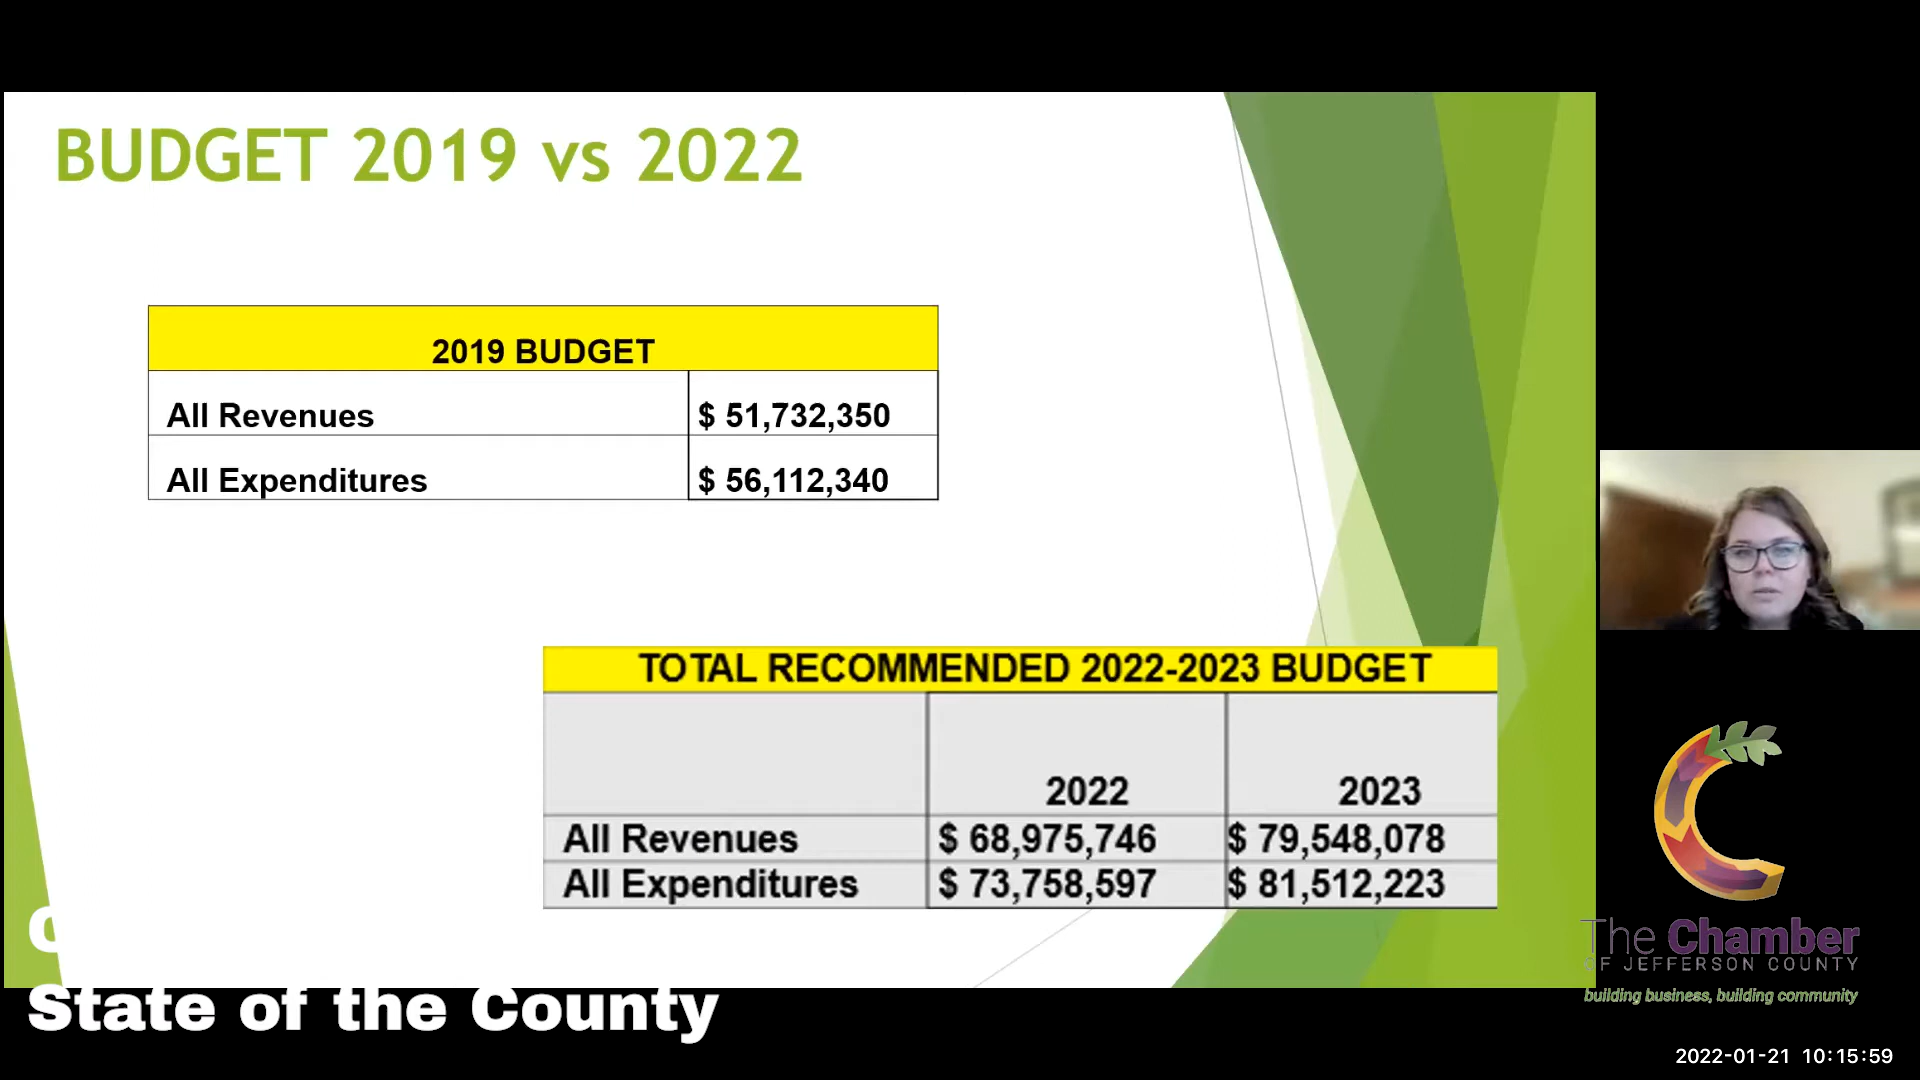 BUDGET 2019 vs 2022
2019 BUDGET
All Revenues $ 51,732,350
All Expenditures $ 56,112,340
TOTAL RECOMMENDED 2022-2023 BUDGET
2022 2023
All Revenues $ 68,975,746 $ 79,548,078
All Expenditures $ 73,758,597 $ 81,512,223
State of the County
The Chamber
OF JEFFERSON COUNTY
building business, building community
2022-01-21 10:15:59